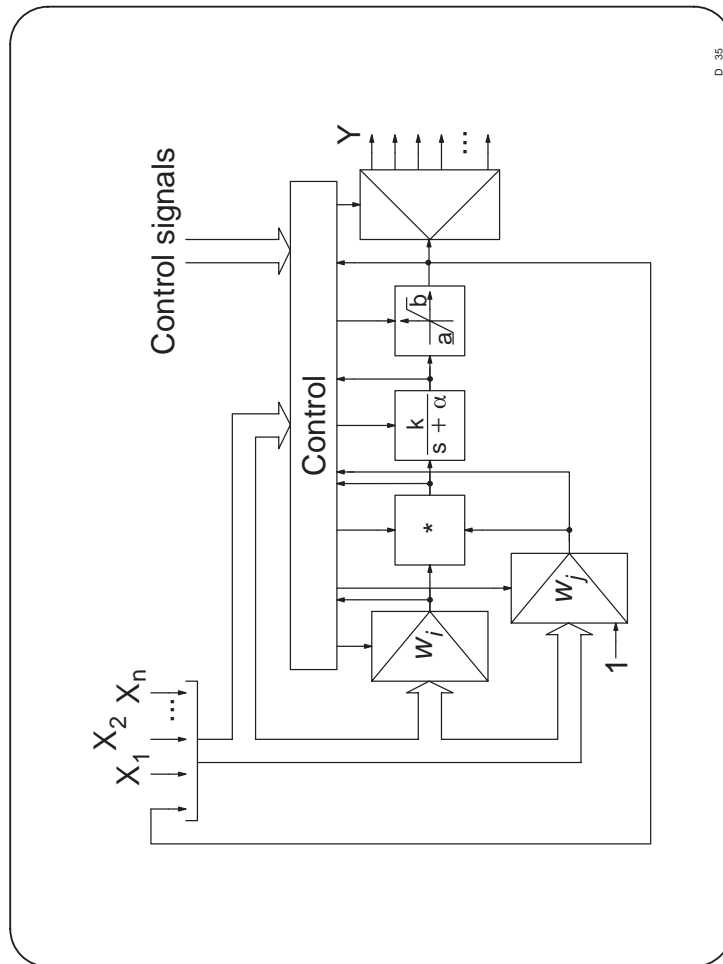 Control signals
X₁ X₂ ... Xₙ
Control
wᵢ
*
k
s + α
a b
Y
...
wⱼ
1
D 35